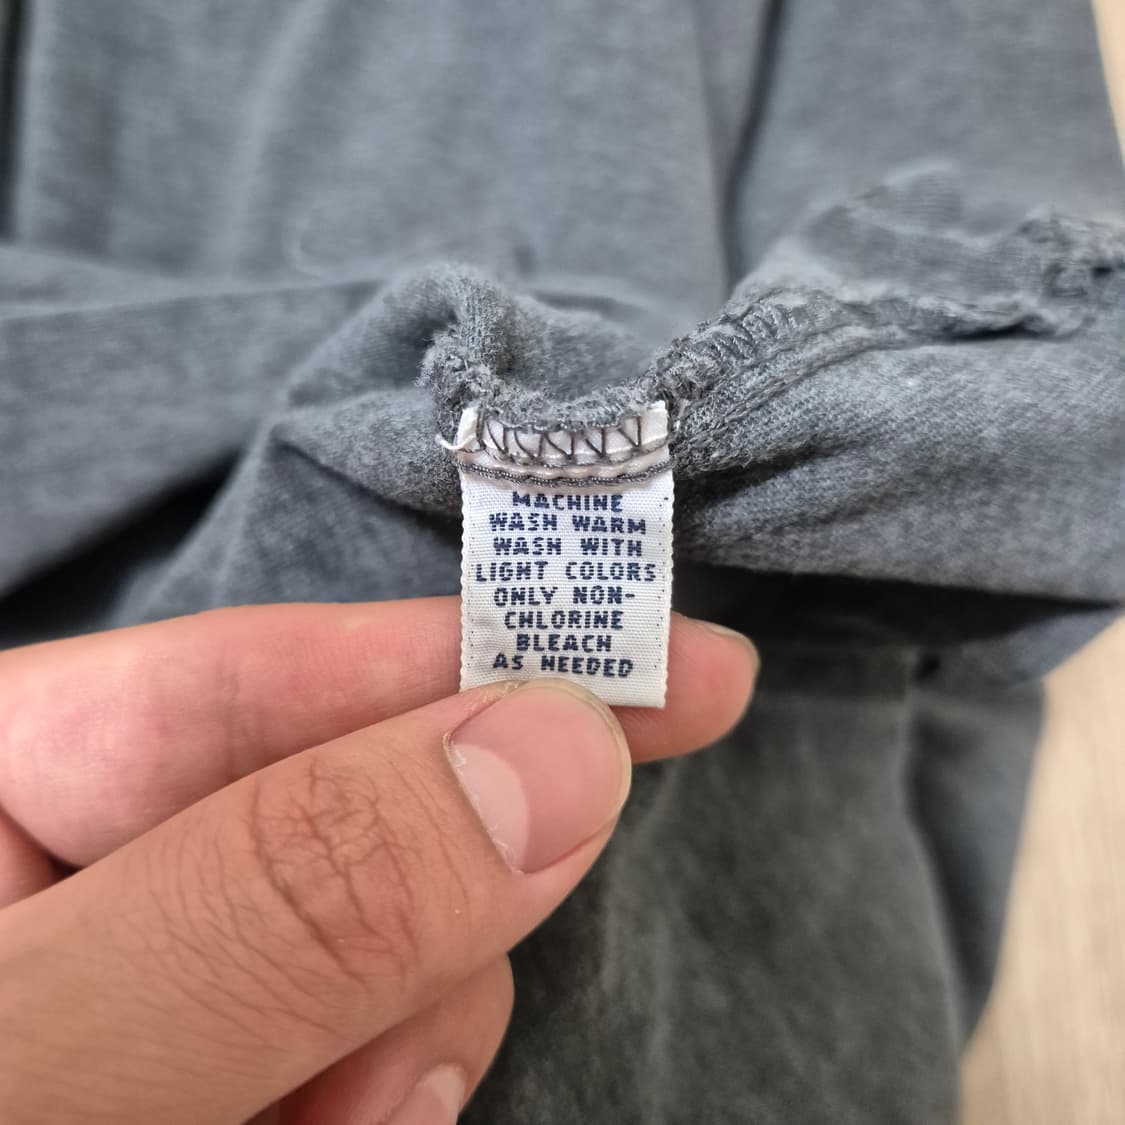 MACHINE
WASH WARM
WASH WITH
LIGHT COLORS
ONLY NON-
CHLORINE
BLEACH
AS NEEDED